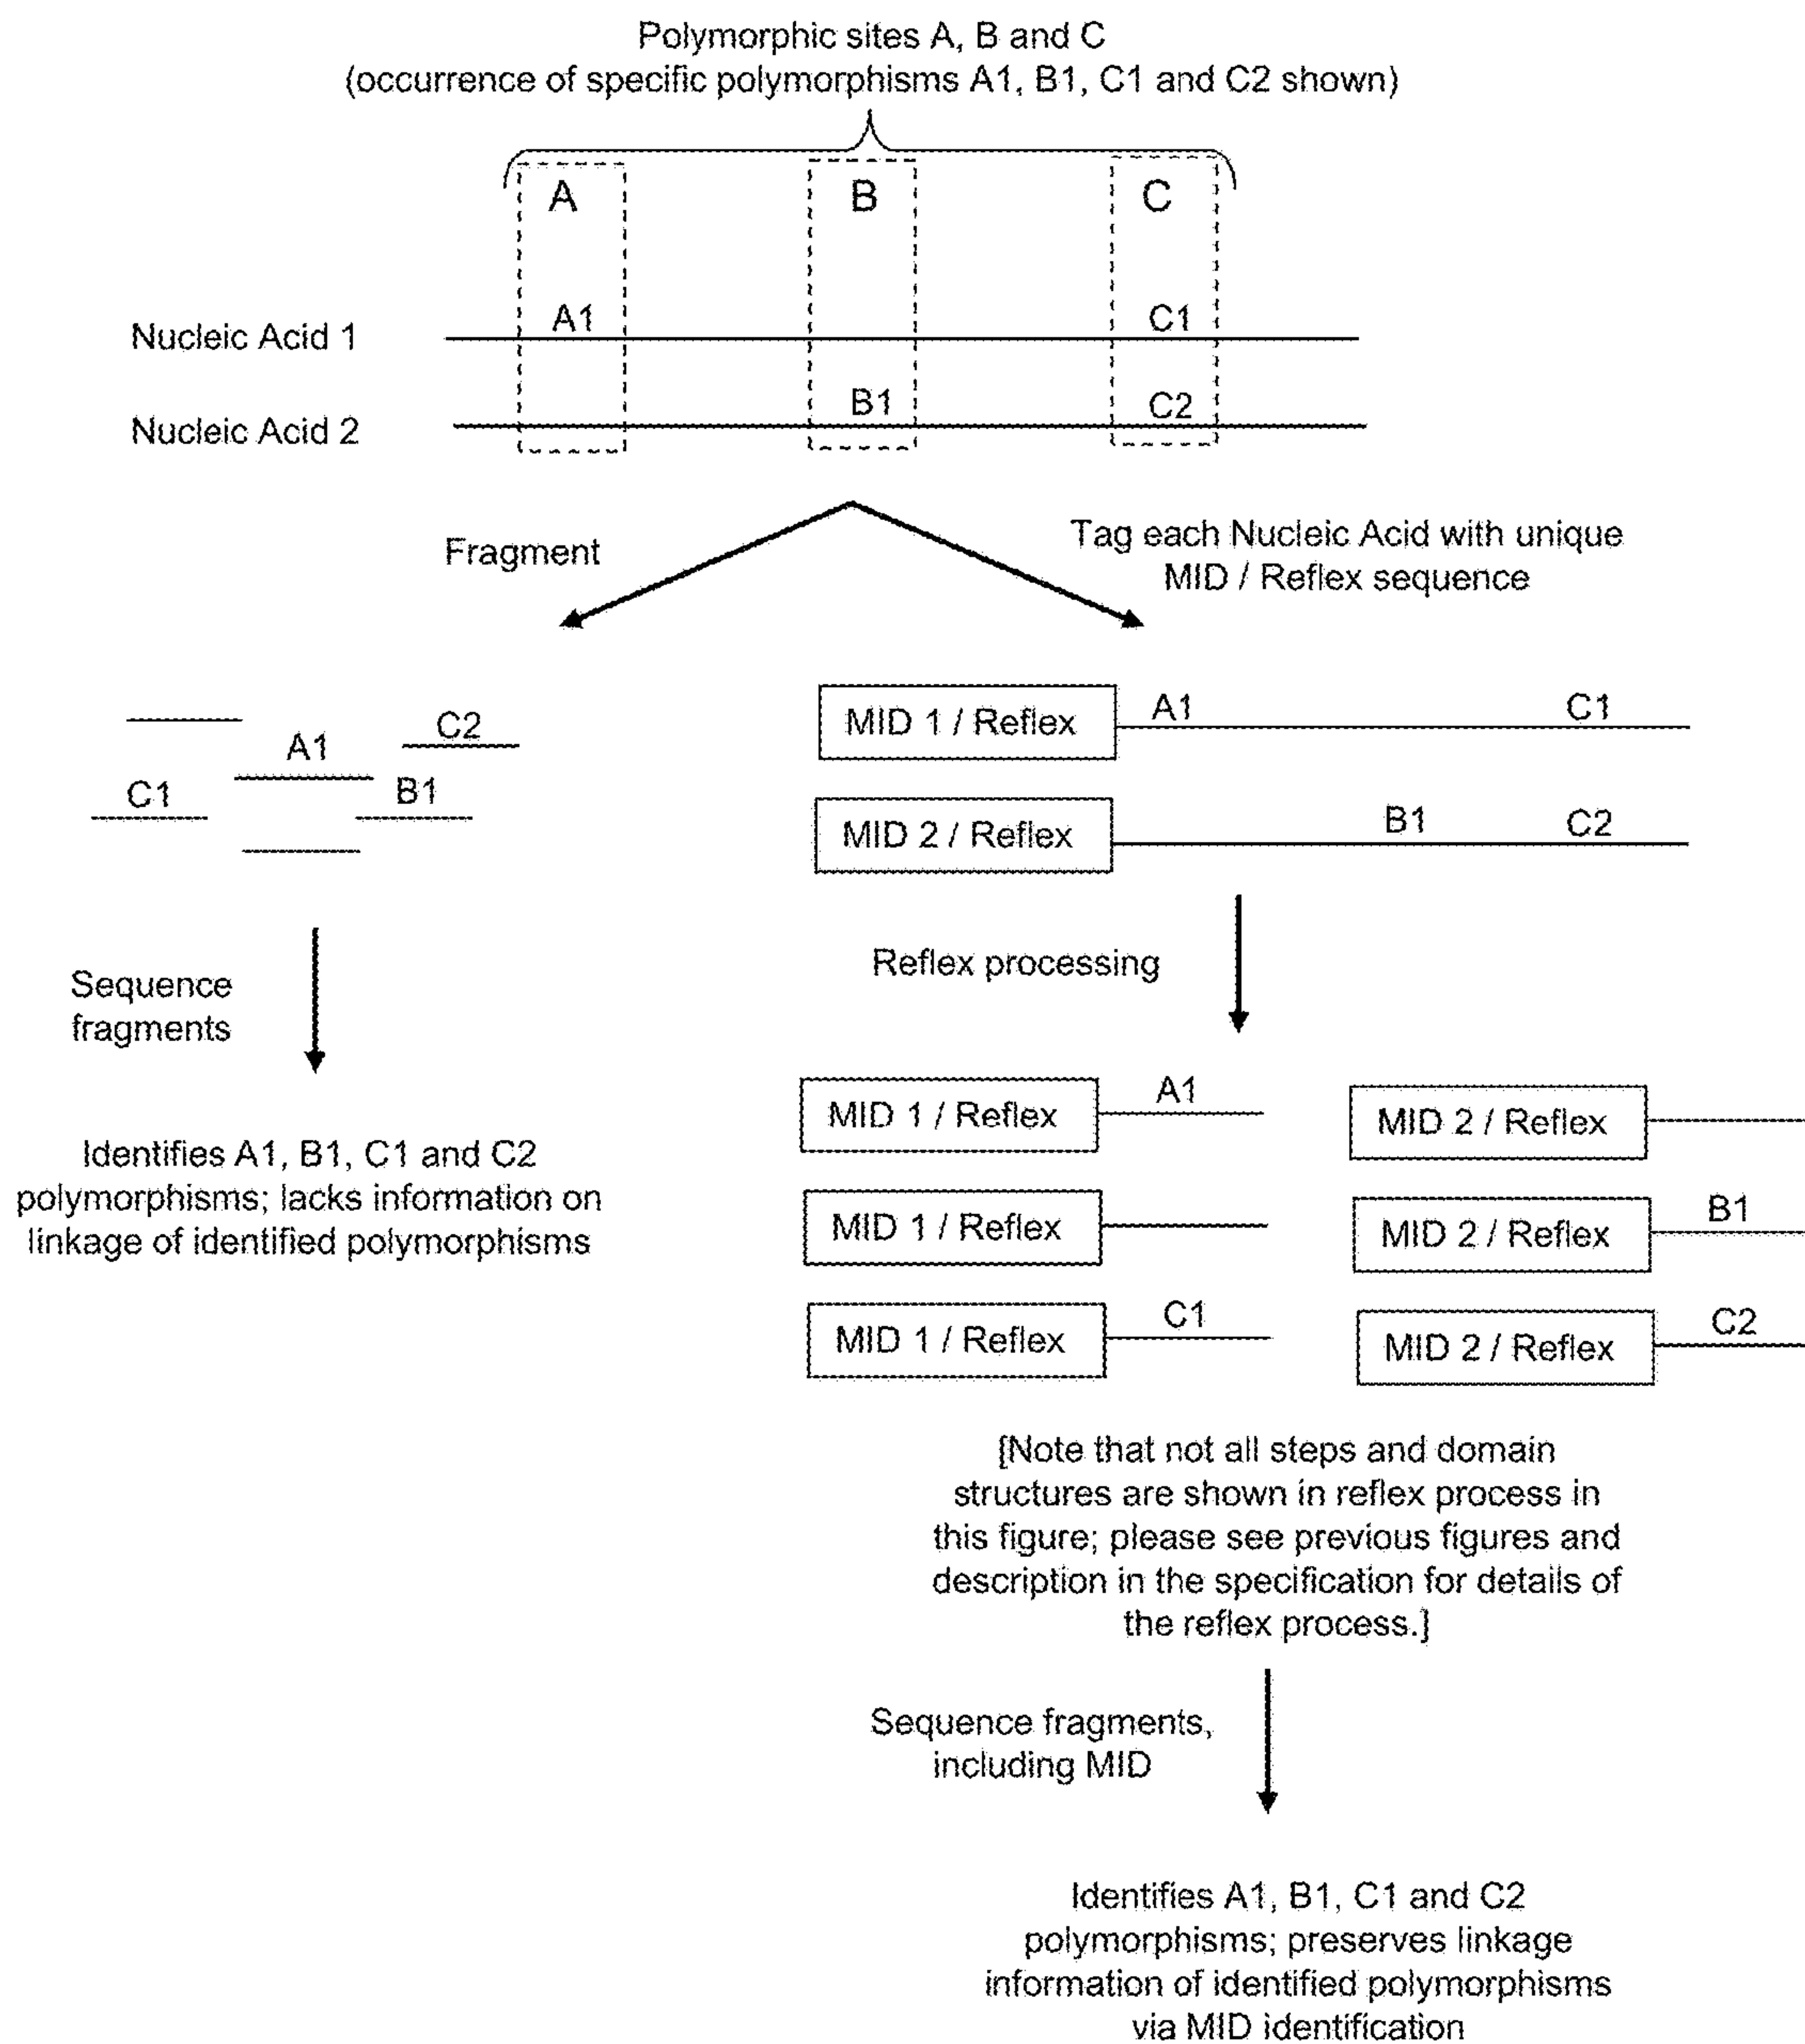 Polymorphic sites A, B and C
(occurrence of specific polymorphisms A1, B1, C1 and C2 shown)
A
B
C
A1
C1
Nucleic Acid 1
B1
C2
Nucleic Acid 2
Fragment
Tag each Nucleic Acid with unique
MID / Reflex sequence
C2
A1
C1
B1
MID 1 / Reflex
A1
C1
MID 2 / Reflex
B1
C2
Sequence
fragments
Reflex processing
Identifies A1, B1, C1 and C2
polymorphisms; lacks information on
linkage of identified polymorphisms
MID 1 / Reflex
A1
MID 2 / Reflex
MID 1 / Reflex
MID 2 / Reflex
B1
MID 1 / Reflex
C1
MID 2 / Reflex
C2
[Note that not all steps and domain
structures are shown in reflex process in
this figure; please see previous figures and
description in the specification for details of
the reflex process.]
Sequence fragments,
including MID
Identifies A1, B1, C1 and C2
polymorphisms; preserves linkage
information of identified polymorphisms
via MID identification